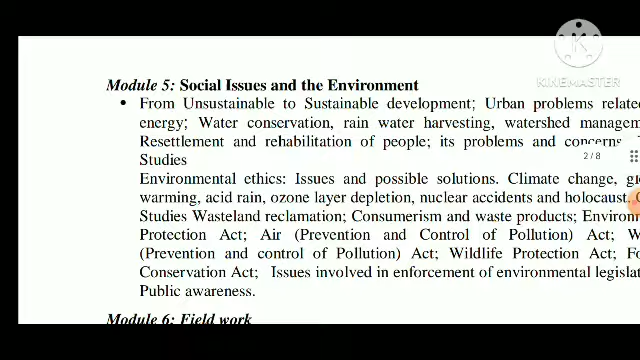 KINEMASTER
Module 5: Social Issues and the Environment
• From Unsustainable to Sustainable development; Urban problems relate
energy; Water conservation, rain water harvesting, watershed managem
Resettlement and rehabilitation of people; its problems and concerns.
2/8
Studies
Environmental ethics: Issues and possible solutions. Climate change, gl
warming, acid rain, ozone layer depletion, nuclear accidents and holocaust.
Studies Wasteland reclamation; Consumerism and waste products; Environ
Protection Act; Air (Prevention and Control of Pollution) Act; W
(Prevention and control of Pollution) Act; Wildlife Protection Act; Fo
Conservation Act; Issues involved in enforcement of environmental legisla
Public awareness.
Module 6: Field work